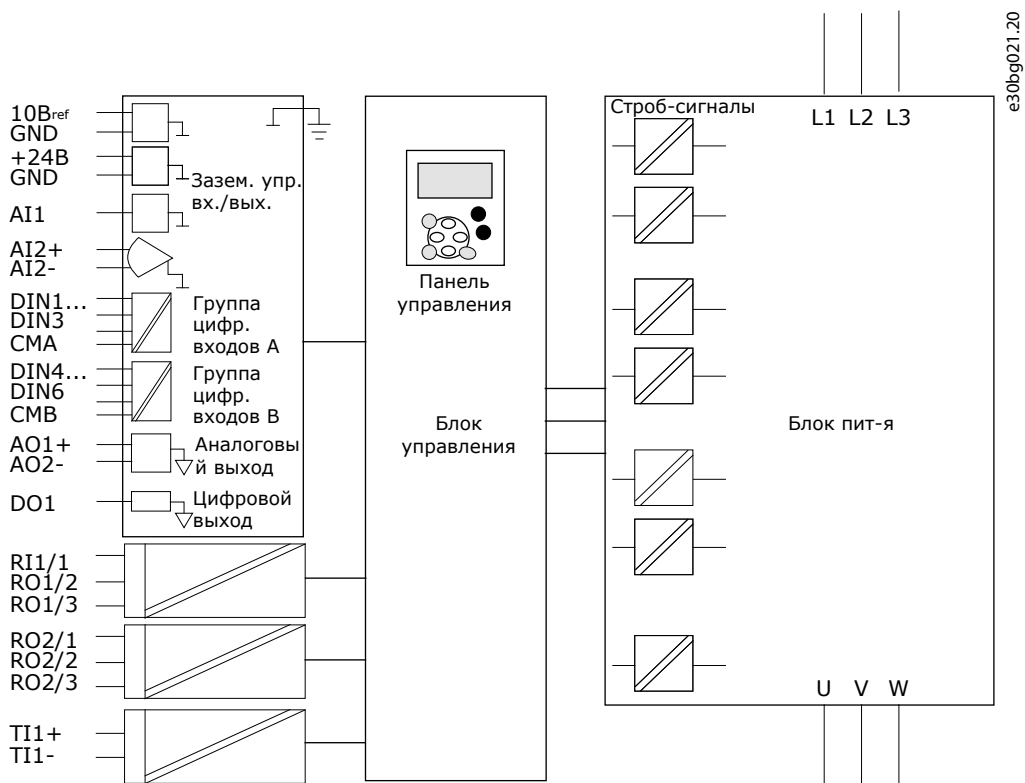 e30bg021.20
10Вref
GND
+24В
GND
AI1
AI2+
AI2-
DIN1...
DIN3
CMA
DIN4...
DIN6
CMB
AO1+
AO2-
DO1
RI1/1
RO1/2
RO1/3
RO2/1
RO2/2
RO2/3
TI1+
TI1-
Зазем. упр.
вх./вых.
Группа
цифр.
входов A
Группа
цифр.
входов B
Аналоговы
й выход
Цифровой
выход
Панель
управления
Блок
управления
Строб-сигналы
L1 L2 L3
Блок пит-я
U V W